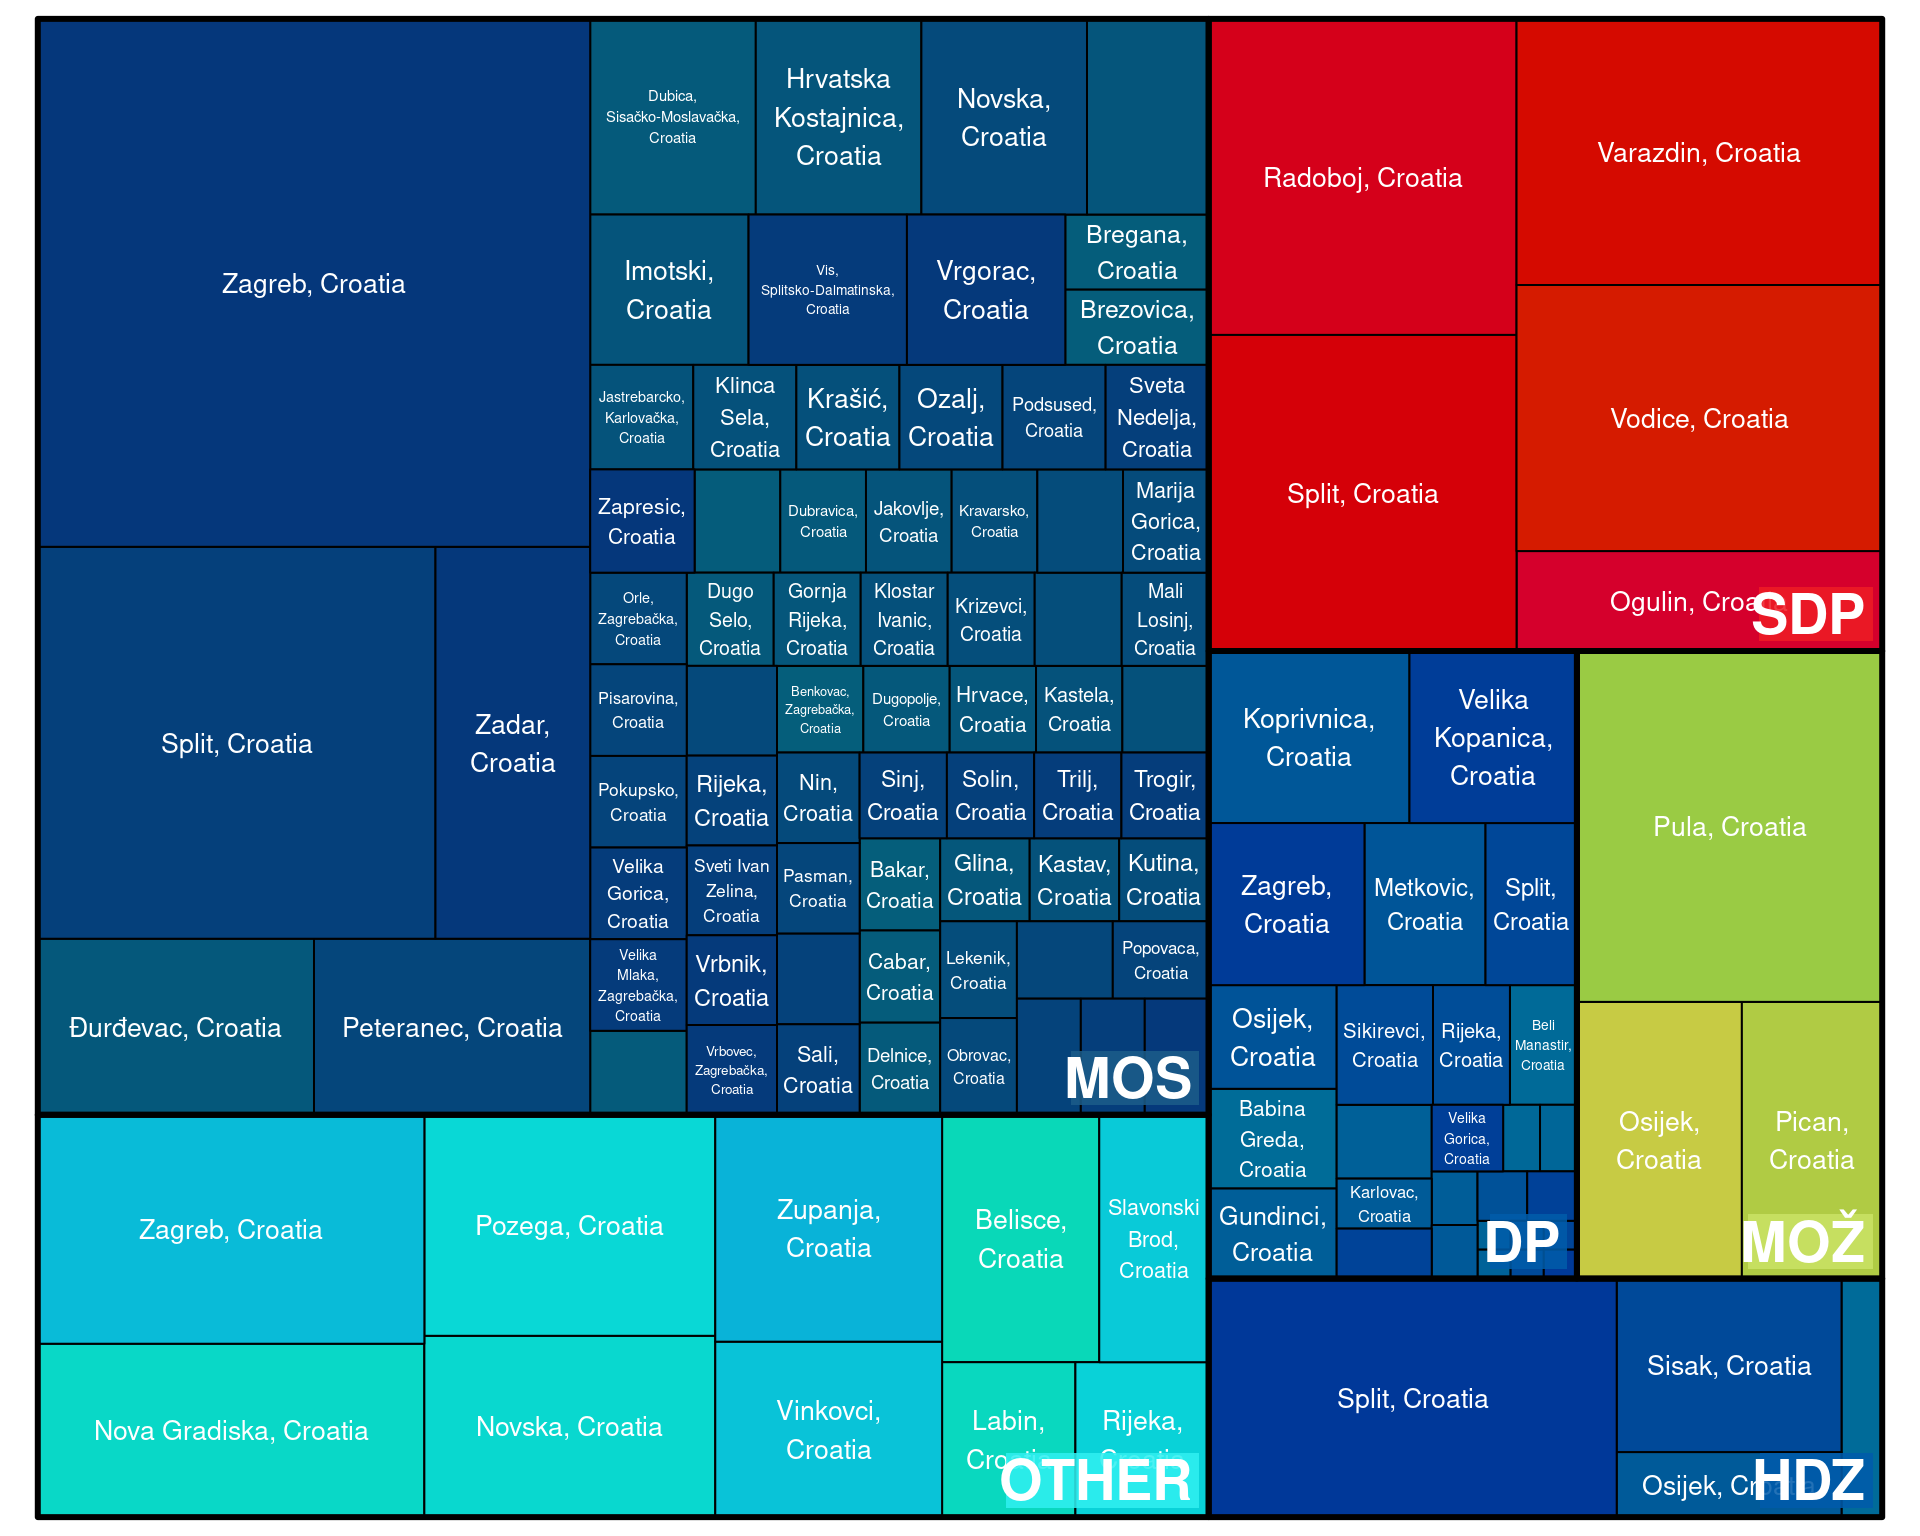 Zagreb, Croatia
Split, Croatia
Zadar,
Croatia
Đurđevac, Croatia
Peteranec, Croatia
Dubica,
Sisačko-Moslavačka,
Croatia
Hrvatska
Kostajnica,
Croatia
Novska,
Croatia
Imotski,
Croatia
Vis,
Splitsko-Dalmatinska,
Croatia
Vrgorac,
Croatia
Bregana,
Croatia
Brezovica,
Croatia
Jastrebarcko,
Karlovačka,
Croatia
Klinca
Sela,
Croatia
Krašić,
Croatia
Ozalj,
Croatia
Podsused,
Croatia
Sveta
Nedelja,
Croatia
Zapresic,
Croatia
Dubravica,
Croatia
Jakovlje,
Croatia
Kravarsko,
Croatia
Marija
Gorica,
Croatia
Orle,
Zagrebačka,
Croatia
Dugo
Selo,
Croatia
Gornja
Rijeka,
Croatia
Klostar
Ivanic,
Croatia
Krizevci,
Croatia
Mali
Losinj,
Croatia
Pisarovina,
Croatia
Benkovac,
Zagrebačka,
Croatia
Dugopolje,
Croatia
Hrvace,
Croatia
Kastela,
Croatia
Pokupsko,
Croatia
Rijeka,
Croatia
Nin,
Croatia
Sinj,
Croatia
Solin,
Croatia
Trilj,
Croatia
Trogir,
Croatia
Velika
Gorica,
Croatia
Sveti Ivan
Zelina,
Croatia
Pasman,
Croatia
Bakar,
Croatia
Glina,
Croatia
Kastav,
Croatia
Kutina,
Croatia
Velika
Mlaka,
Zagrebačka,
Croatia
Vrbnik,
Croatia
Cabar,
Croatia
Lekenik,
Croatia
Popovaca,
Croatia
Vrbovec,
Zagrebačka,
Croatia
Sali,
Croatia
Delnice,
Croatia
Obrovac,
Croatia
MOS
Radoboj, Croatia
Varazdin, Croatia
Split, Croatia
Vodice, Croatia
Ogulin, Croatia
SDP
Koprivnica,
Croatia
Velika
Kopanica,
Croatia
Zagreb,
Croatia
Metkovic,
Croatia
Split,
Croatia
Osijek,
Croatia
Sikirevci,
Croatia
Rijeka,
Croatia
Beli
Manastir,
Croatia
Babina
Greda,
Croatia
Velika
Gorica,
Croatia
Karlovac,
Croatia
Gundinci,
Croatia
DP
Pula, Croatia
Osijek,
Croatia
Pican,
Croatia
MOŽ
Zagreb, Croatia
Pozega, Croatia
Zupanja,
Croatia
Belisce,
Croatia
Slavonski
Brod,
Croatia
Nova Gradiska, Croatia
Novska, Croatia
Vinkovci,
Croatia
Labin,
Croatia
Rijeka,
Croatia
OTHER
Split, Croatia
Sisak, Croatia
Osijek, Croatia
HDZ